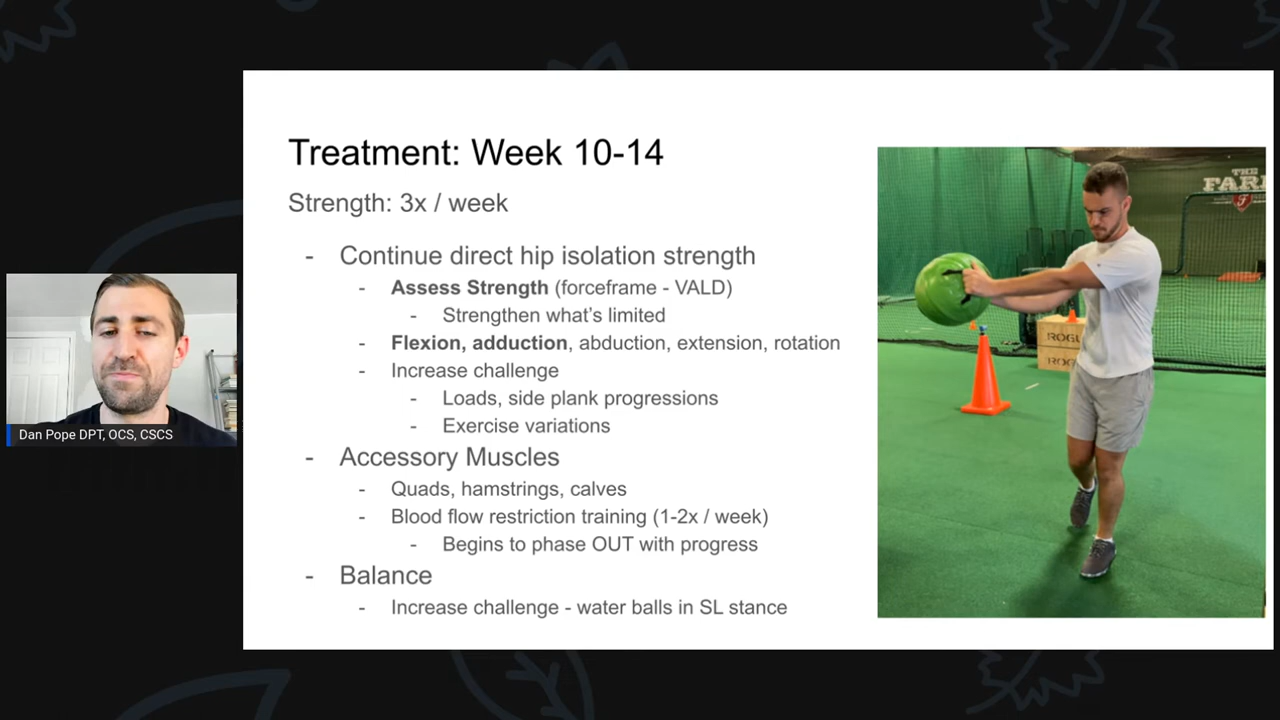 Treatment: Week 10-14
Strength: 3x / week
- Continue direct hip isolation strength
- Assess Strength (forceframe - VALD)
- Strengthen what’s limited
- Flexion, adduction, abduction, extension, rotation
- Increase challenge
- Loads, side plank progressions
- Exercise variations
- Accessory Muscles
- Quads, hamstrings, calves
- Blood flow restriction training (1-2x / week)
- Begins to phase OUT with progress
- Balance
- Increase challenge - water balls in SL stance
Dan Pope DPT, OCS, CSCS
THE